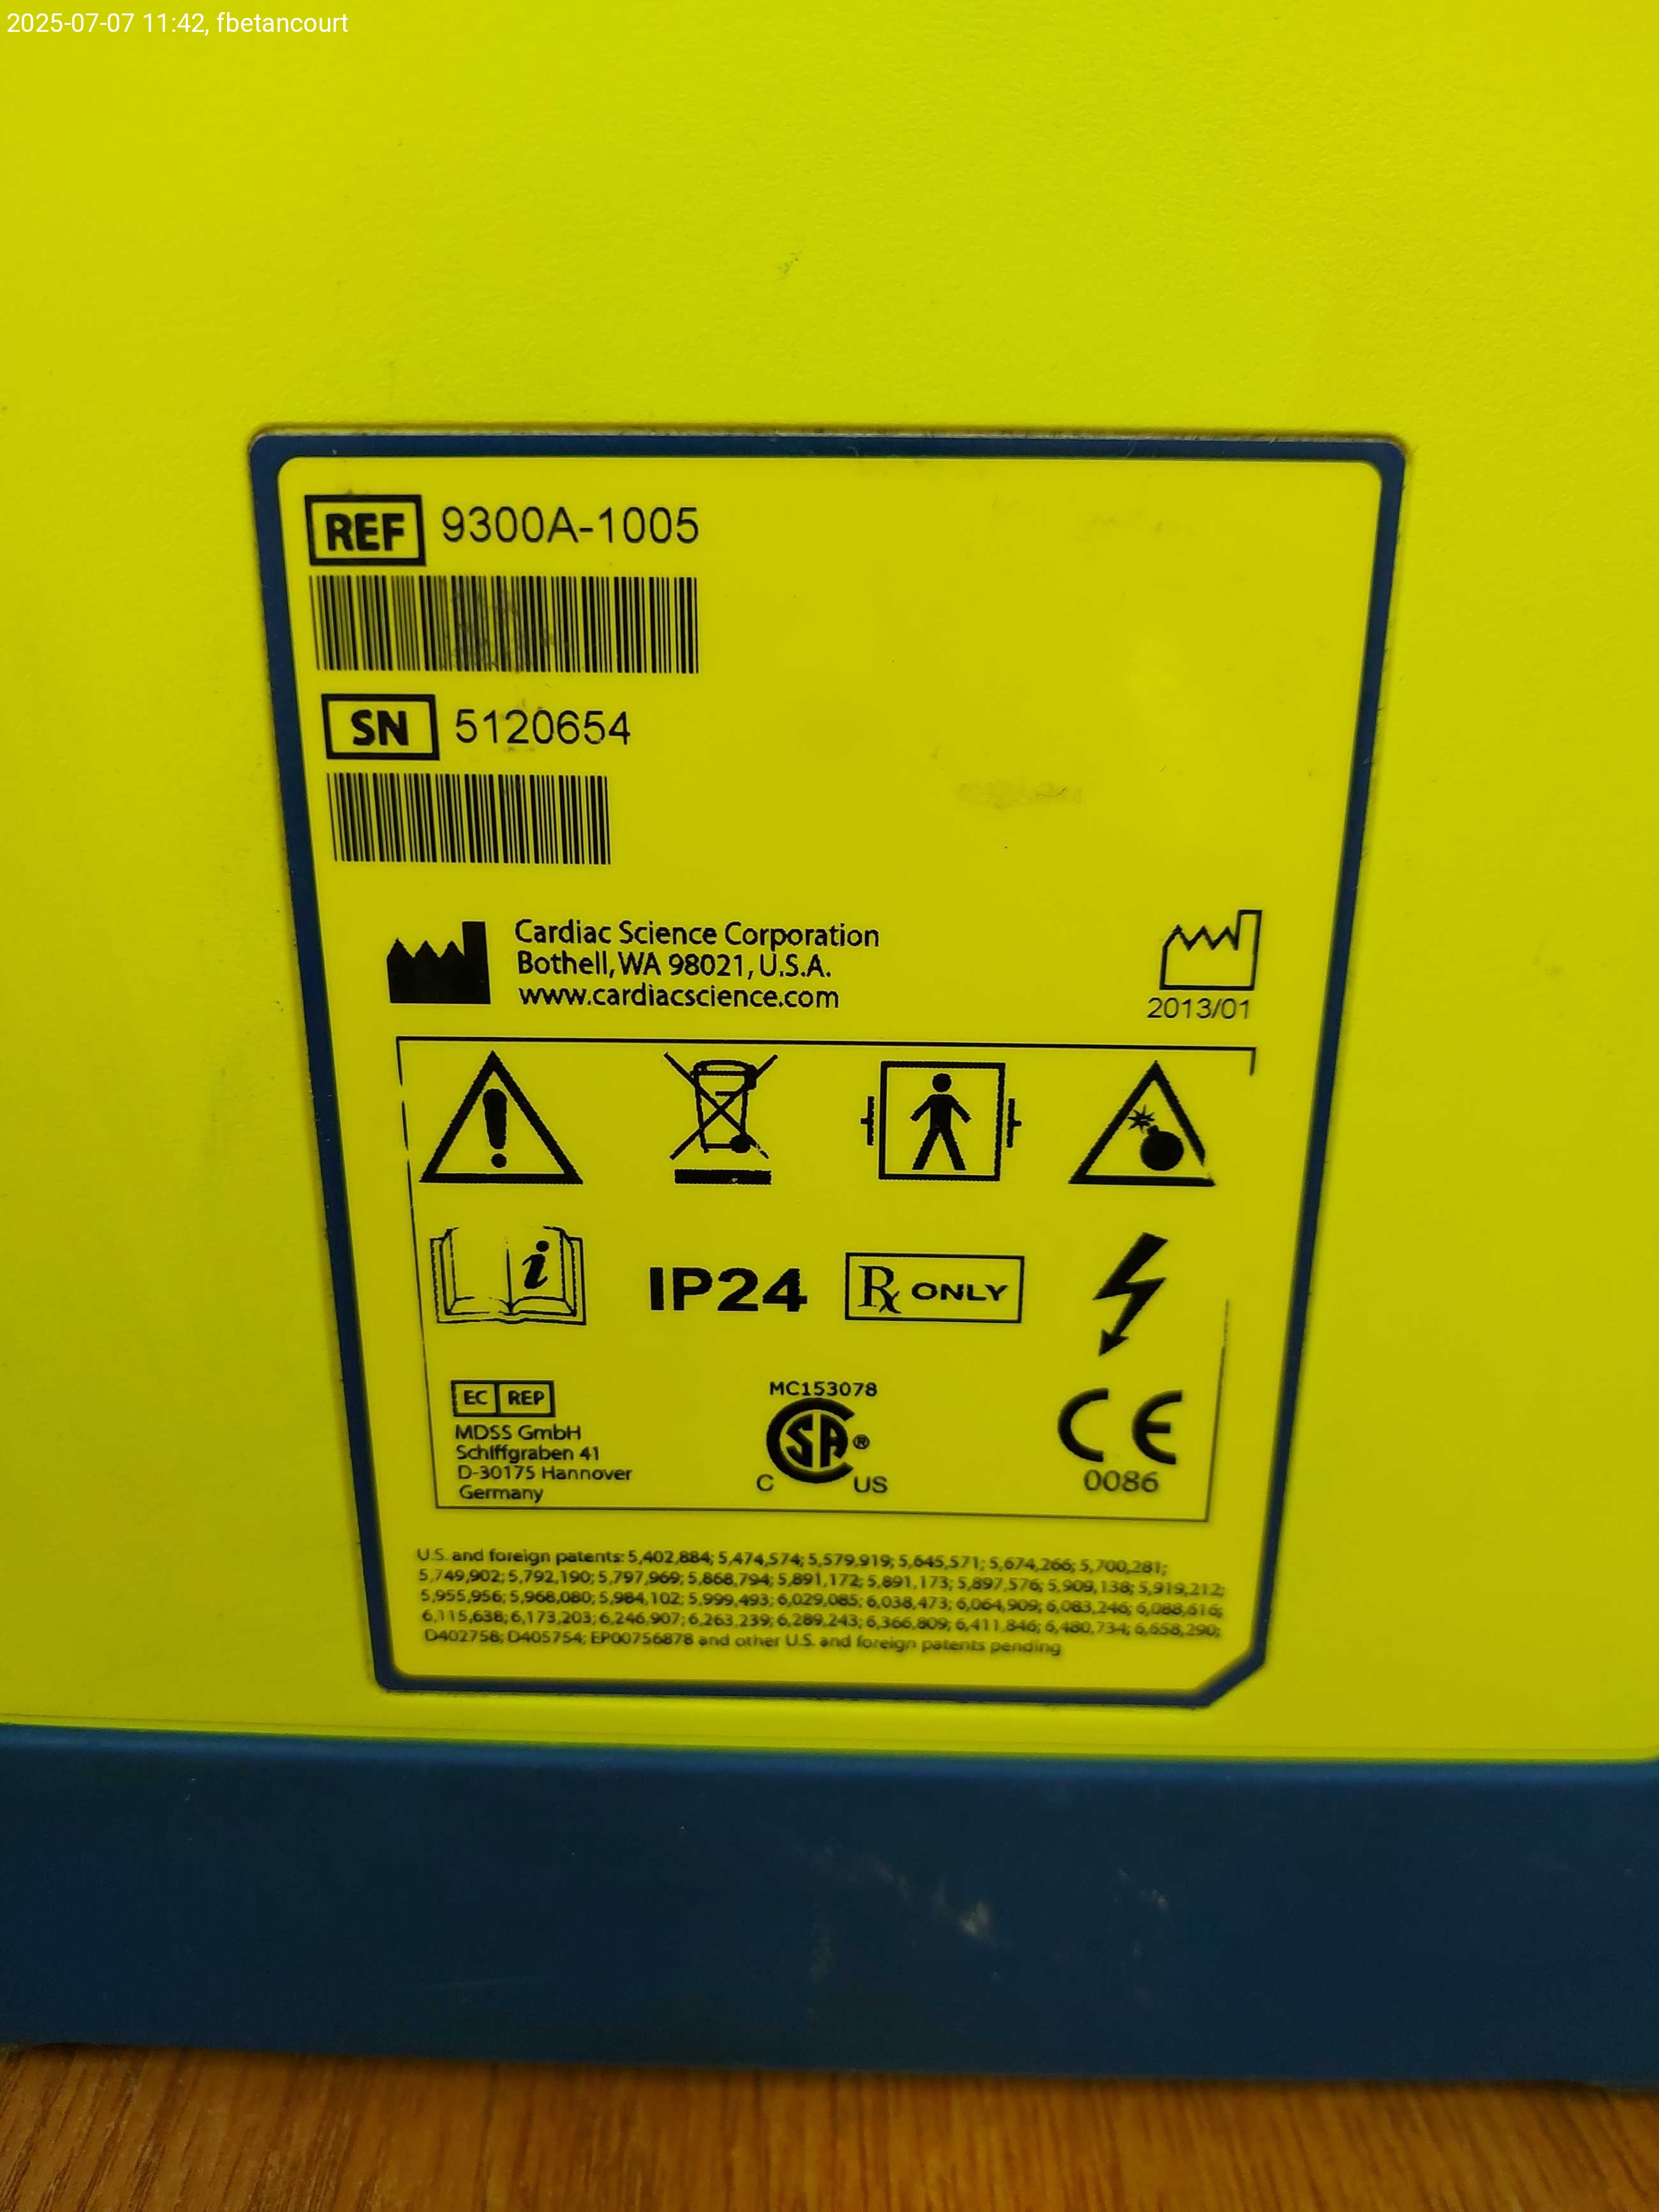 2025-07-07 11:42, fbetancourt
REF 9300A-1005
SN 5120654
Cardiac Science Corporation
Bothell, WA 98021, U.S.A.
www.cardiacscience.com
2013/01
i
IP24
Rx ONLY
EC REP
MDSS GmbH
Schiffgraben 41
D-30175 Hannover
Germany
MC153078
SA®
C US
CE
0086
U.S. and foreign patents: 5,402,884; 5,474,574; 5,579,919; 5,645,571; 5,674,266; 5,700,281;
5,749,902; 5,792,190; 5,797,969; 5,868,794; 5,891,172; 5,891,173; 5,897,576; 5,909,138; 5,919,212;
5,955,956; 5,968,080; 5,984,102; 5,999,493; 6,029,085; 6,038,473; 6,064,909; 6,083,246; 6,088,616;
6,115,638; 6,173,203; 6,246,907; 6,263,239; 6,289,243; 6,366,809; 6,411,846; 6,480,734; 6,658,290;
D402758; D405754; EP00756878 and other U.S. and foreign patents pending